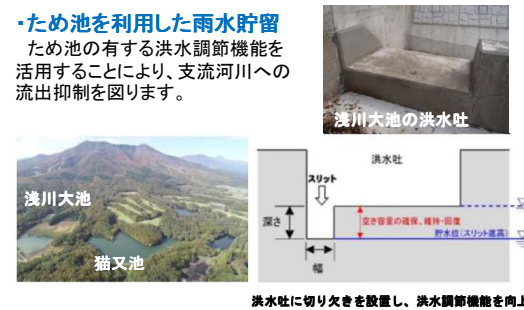 ・ため池を利用した雨水貯留
ため池の有する洪水調節機能を
活用することにより、支流河川への
流出抑制を図ります。
浅川大池の洪水吐
浅川大池
猫又池
洪水吐
スリット
深さ
空き容量の確保、維持・回復
貯水位(スリット底高)
幅
洪水吐に切り欠きを設置し、洪水調節機能を向上